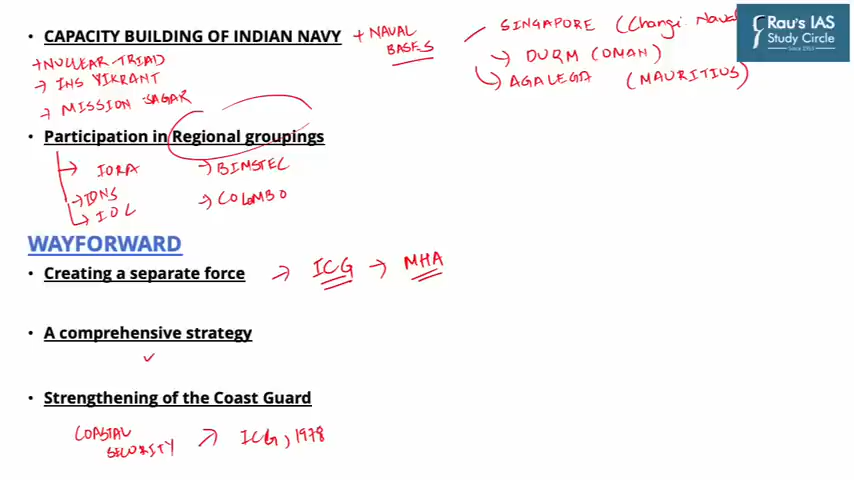 • CAPACITY BUILDING OF INDIAN NAVY + NAVAL BASES
SINGAPORE (Changi Naval
→ DUQM (OMAN)
→ AGALEGA (MAURITIUS)
+ NUCLEAR TRIAD
→ INS VIKRANT
→ MISSION SAGAR
• Participation in Regional groupings
→ IORA → BIMSTEC
→ IONS → COLOMBO
→ IOC
WAYFORWARD
• Creating a separate force → ICG → MHA
• A comprehensive strategy
• Strengthening of the Coast Guard
COASTAL
SECURITY → ICG, 1978
Rau's IAS
Study Circle
Since 1953